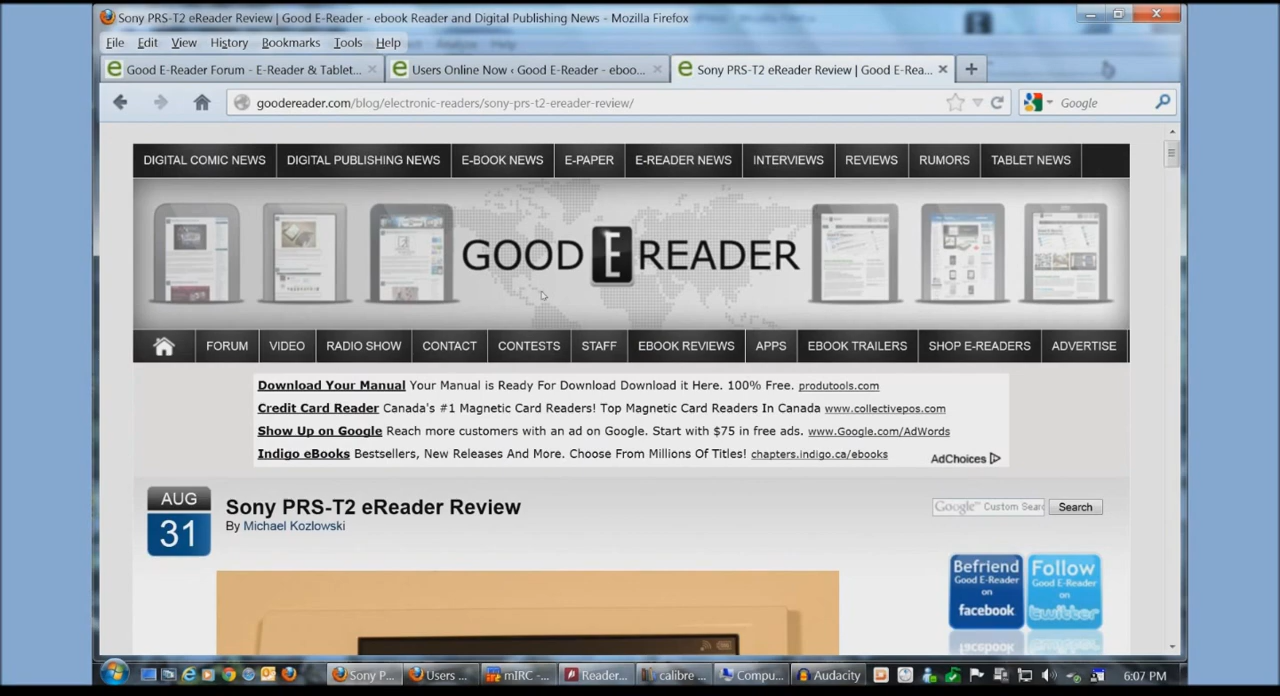 Sony PRS-T2 eReader Review | Good E-Reader - ebook Reader and Digital Publishing News - Mozilla Firefox
File Edit View History Bookmarks Tools Help
Good E-Reader Forum - E-Reader & Tablet... Users Online Now ‹ Good E-Reader - eboo... Sony PRS-T2 eReader Review | Good E-Rea...
goodereader.com/blog/electronic-readers/sony-prs-t2-ereader-review/ Google
DIGITAL COMIC NEWS DIGITAL PUBLISHING NEWS E-BOOK NEWS E-PAPER E-READER NEWS INTERVIEWS REVIEWS RUMORS TABLET NEWS
GOOD E READER
FORUM VIDEO RADIO SHOW CONTACT CONTESTS STAFF EBOOK REVIEWS APPS EBOOK TRAILERS SHOP E-READERS ADVERTISE
Download Your Manual Your Manual is Ready For Download Download it Here. 100% Free. produtools.com
Credit Card Reader Canada's #1 Magnetic Card Readers! Top Magnetic Card Readers In Canada www.collectivepos.com
Show Up on Google Reach more customers with an ad on Google. Start with $75 in free ads. www.Google.com/AdWords
Indigo eBooks Bestsellers, New Releases And More. Choose From Millions Of Titles! chapters.indigo.ca/ebooks
AdChoices
AUG
31
Sony PRS-T2 eReader Review
By Michael Kozlowski
Google™ Custom Sear Search
Befriend
Good E-Reader
on
facebook
Follow
Good E-Reader
on
twitter
Sony P... Users ... mIRC -... Reader... calibre ... Compu... Audacity 6:07 PM